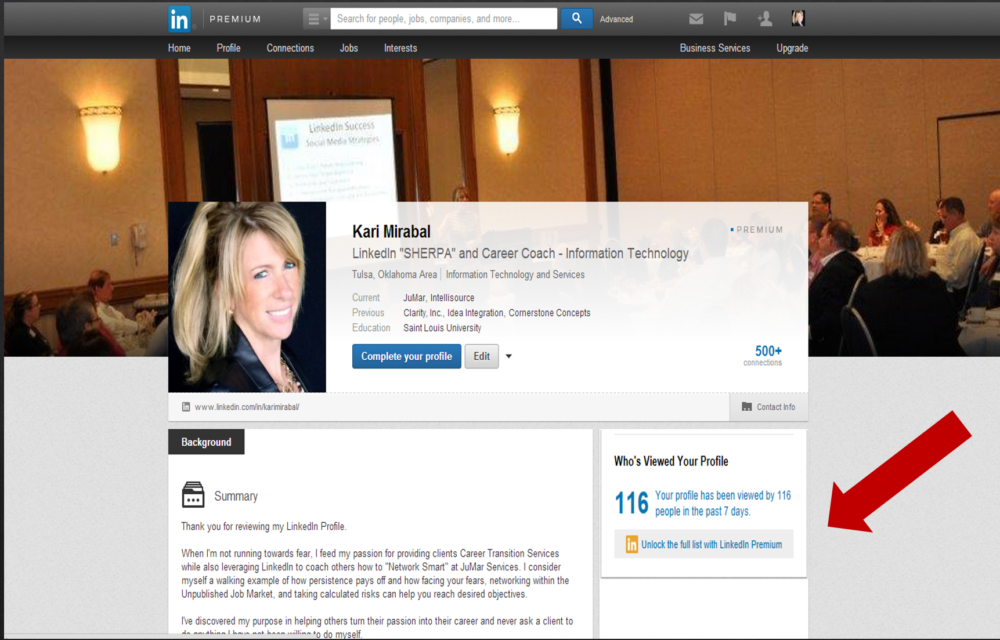 in® PREMIUM
Search for people, jobs, companies, and more...
Advanced
Home Profile Connections Jobs Interests Business Services Upgrade
LinkedIn Success
Social Media Strategies
Kari Mirabal
PREMIUM
LinkedIn "SHERPA" and Career Coach - Information Technology
Tulsa, Oklahoma Area | Information Technology and Services
Current JuMar, Intellisource
Previous Clarity, Inc., Idea Integration, Cornerstone Concepts
Education Saint Louis University
Complete your profile Edit
500+
connections
in www.linkedin.com/in/karimirabal/
Contact Info
Background
Summary
Thank you for reviewing my LinkedIn Profile.
When I'm not running towards fear, I feed my passion for providing clients Career Transition Services
while also leveraging LinkedIn to coach others how to "Network Smart" at JuMar Services. I consider
myself a walking example of how persistence pays off and how facing your fears, networking within the
Unpublished Job Market, and taking calculated risks can help you reach desired objectives.
I've discovered my purpose in helping others turn their passion into their career and never ask a client to
do anything I have not been willing to do myself.
Who's Viewed Your Profile
116
Your profile has been viewed by 116
people in the past 7 days.
in Unlock the full list with LinkedIn Premium